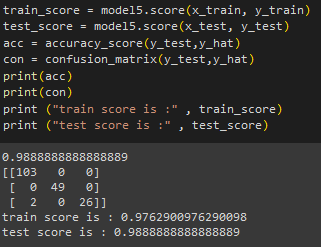 train_score = model5.score(x_train, y_train)
test_score = model5.score(x_test, y_test)
acc = accuracy_score(y_test,y_hat)
con = confusion_matrix(y_test,y_hat)
print(acc)
print(con)
print ("train score is :" , train_score)
print ("test score is :" , test_score)
0.9888888888888889
[[103   0   0]
 [  0  49   0]
 [  2   0  26]]
train score is : 0.9762900976290098
test score is : 0.9888888888888889